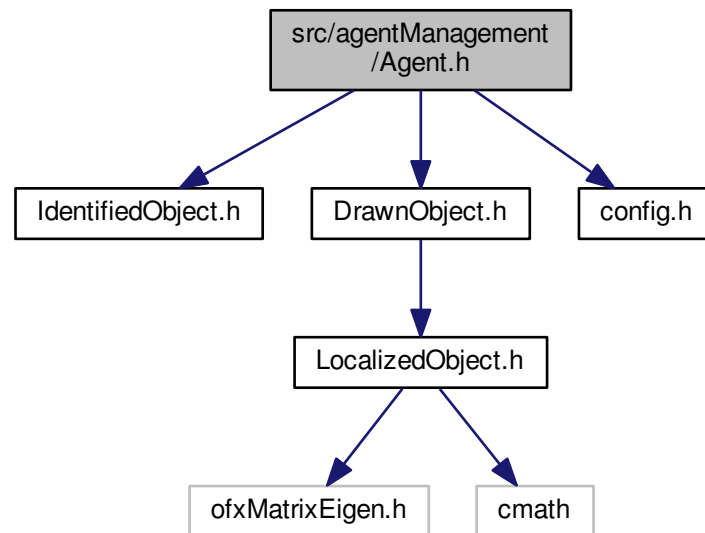 src/agentManagement
/Agent.h
IdentifiedObject.h
DrawnObject.h
config.h
LocalizedObject.h
ofxMatrixEigen.h
cmath